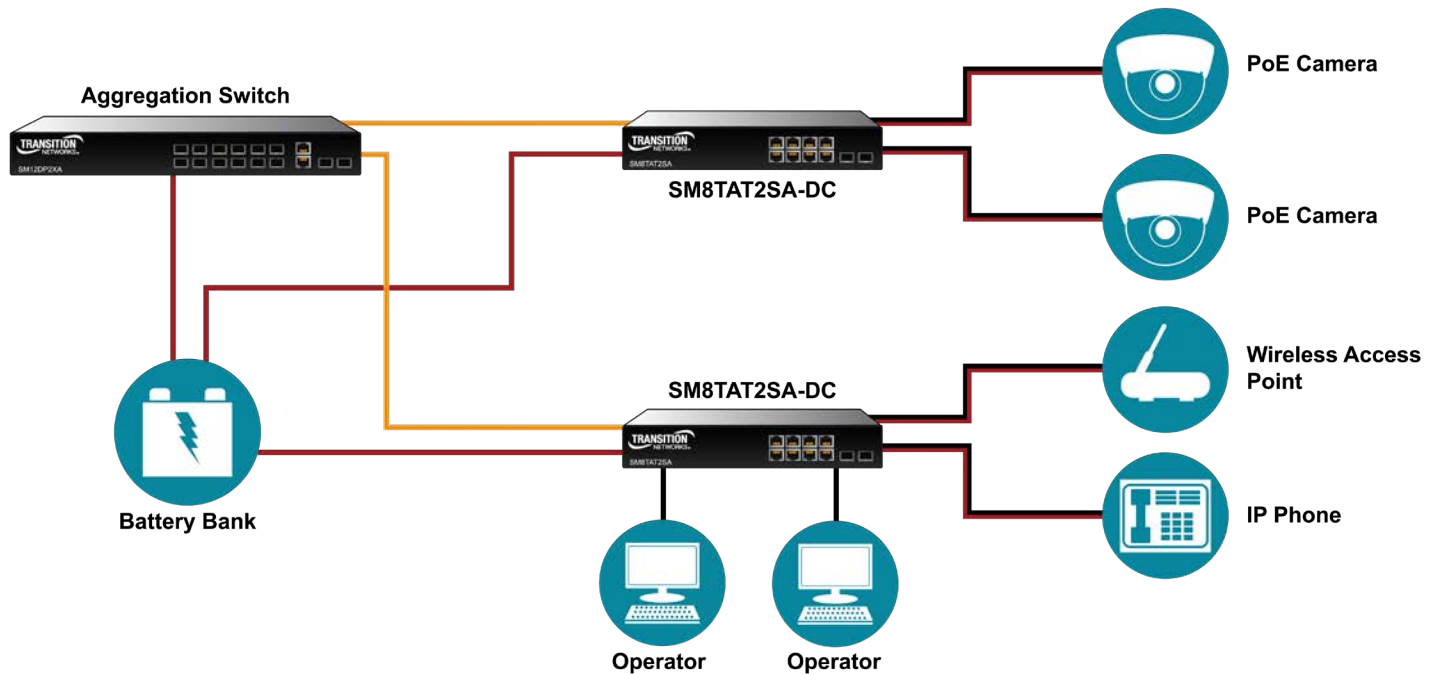 Aggregation Switch
TRANSITION
NETWORKS
SM12DP2XA
TRANSITION
NETWORKS
SM8TAT2SA
SM8TAT2SA-DC
PoE Camera
PoE Camera
Battery Bank
SM8TAT2SA-DC
TRANSITION
NETWORKS
SM8TAT2SA
Wireless Access
Point
IP Phone
Operator
Operator